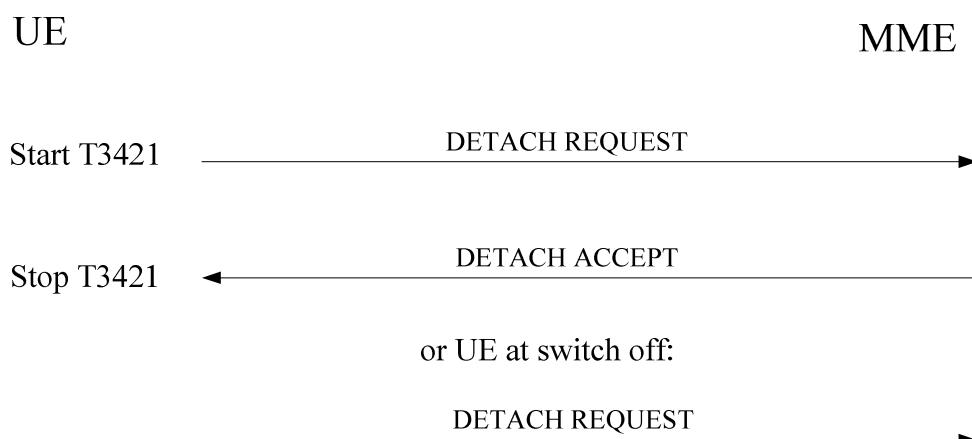 UE
MME
Start T3421
DETACH REQUEST
Stop T3421
DETACH ACCEPT
or UE at switch off:
DETACH REQUEST